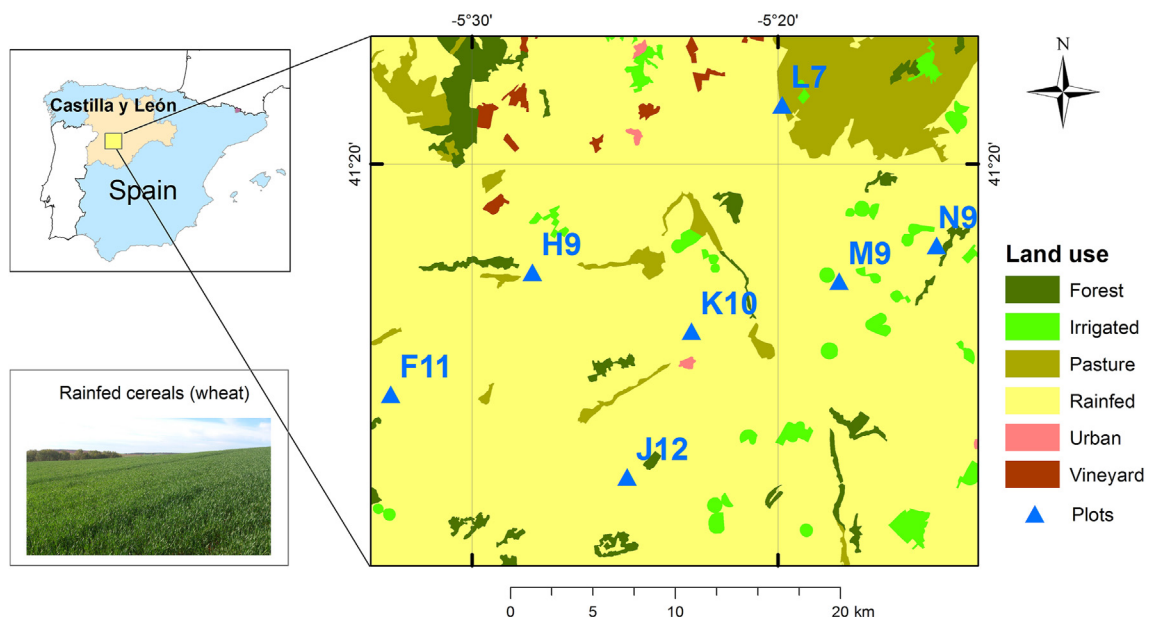 -5°30'
-5°20'
N
Castilla y León
Spain
L7
41°20
41°20
N9
H9
M9
K10
F11
J12
Land use
Forest
Irrigated
Pasture
Rainfed
Urban
Vineyard
Plots
Rainfed cereals (wheat)
0
5
10
20 km